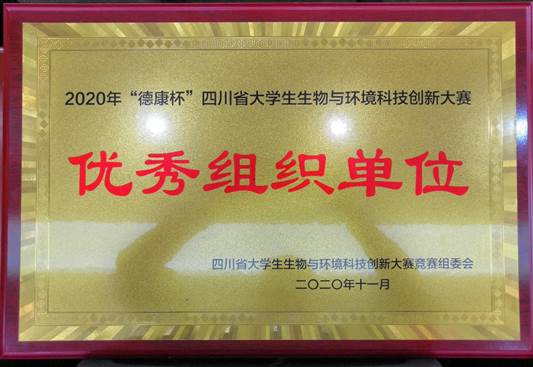 2020年“德康杯”四川省大学生生物与环境科技创新大赛
优秀组织单位
四川省大学生生物与环境科技创新大赛竞赛组委会
二〇二〇年十一月